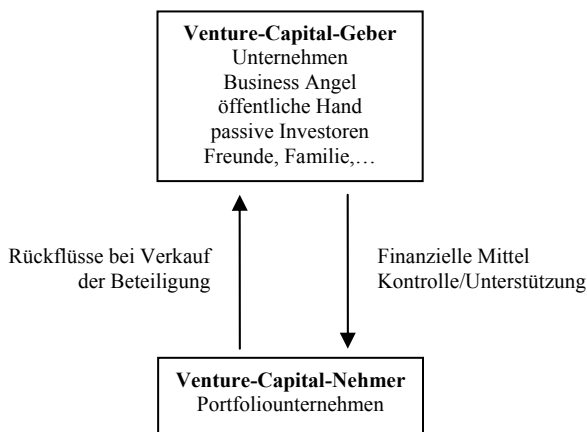 Venture-Capital-Geber
Unternehmen
Business Angel
öffentliche Hand
passive Investoren
Freunde, Familie,…
Rückflüsse bei Verkauf
der Beteiligung
Finanzielle Mittel
Kontrolle/Unterstützung
Venture-Capital-Nehmer
Portfoliounternehmen